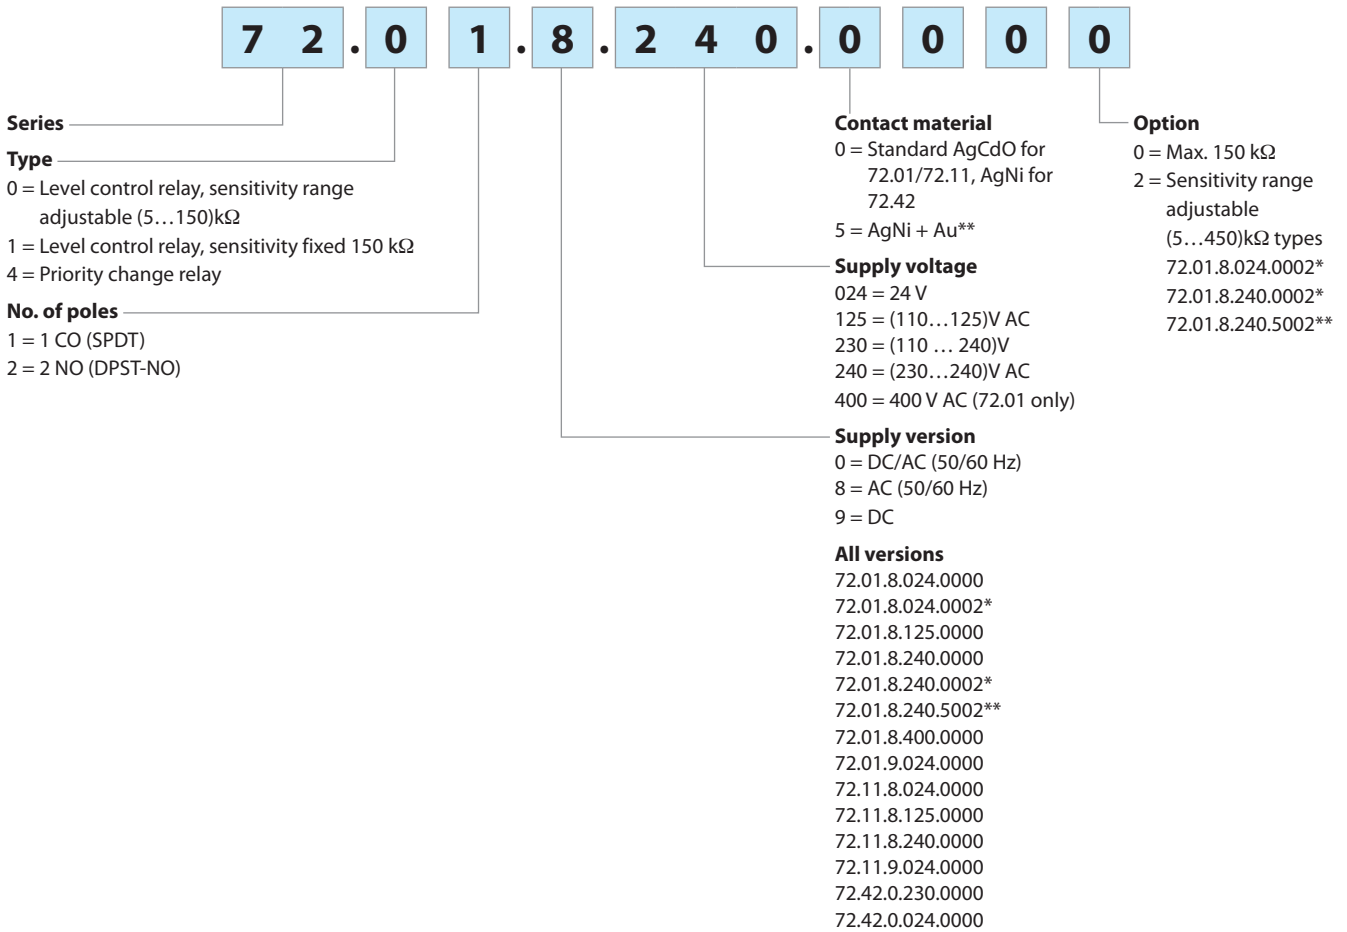 7 2 . 0 1 . 8 . 2 4 0 . 0 0 0 0
Series
Type
0 = Level control relay, sensitivity range
adjustable (5…150)kΩ
1 = Level control relay, sensitivity fixed 150 kΩ
4 = Priority change relay
No. of poles
1 = 1 CO (SPDT)
2 = 2 NO (DPST-NO)
Contact material
0 = Standard AgCdO for
72.01/72.11, AgNi for
72.42
5 = AgNi + Au**
Supply voltage
024 = 24 V
125 = (110…125)V AC
230 = (110 … 240)V
240 = (230…240)V AC
400 = 400 V AC (72.01 only)
Supply version
0 = DC/AC (50/60 Hz)
8 = AC (50/60 Hz)
9 = DC
All versions
72.01.8.024.0000
72.01.8.024.0002*
72.01.8.125.0000
72.01.8.240.0000
72.01.8.240.0002*
72.01.8.240.5002**
72.01.8.400.0000
72.01.9.024.0000
72.11.8.024.0000
72.11.8.125.0000
72.11.8.240.0000
72.11.9.024.0000
72.42.0.230.0000
72.42.0.024.0000
Option
0 = Max. 150 kΩ
2 = Sensitivity range
adjustable
(5…450)kΩ types
72.01.8.024.0002*
72.01.8.240.0002*
72.01.8.240.5002**